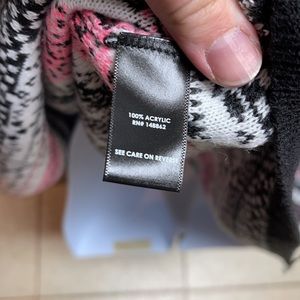 100% ACRYLIC
RN# 148862
SEE CARE ON REVERSE